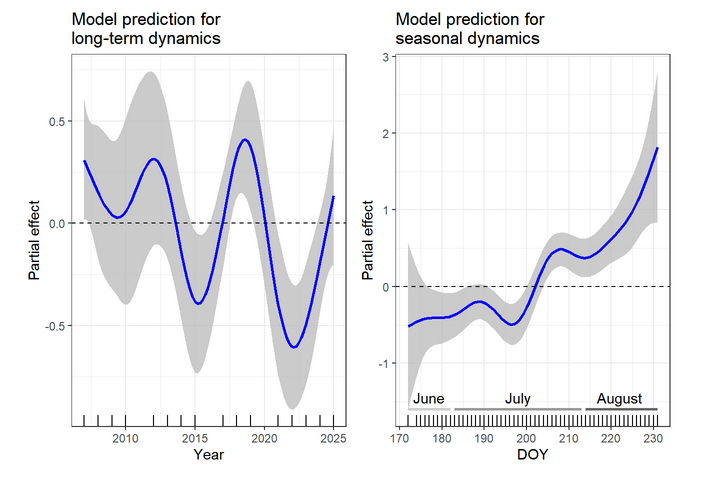 Model prediction for
long-term dynamics
Partial effect
0.5
0.0
-0.5
2010
2015
2020
2025
Year
Model prediction for
seasonal dynamics
Partial effect
3
2
1
0
-1
June
July
August
170
180
190
200
210
220
230
DOY